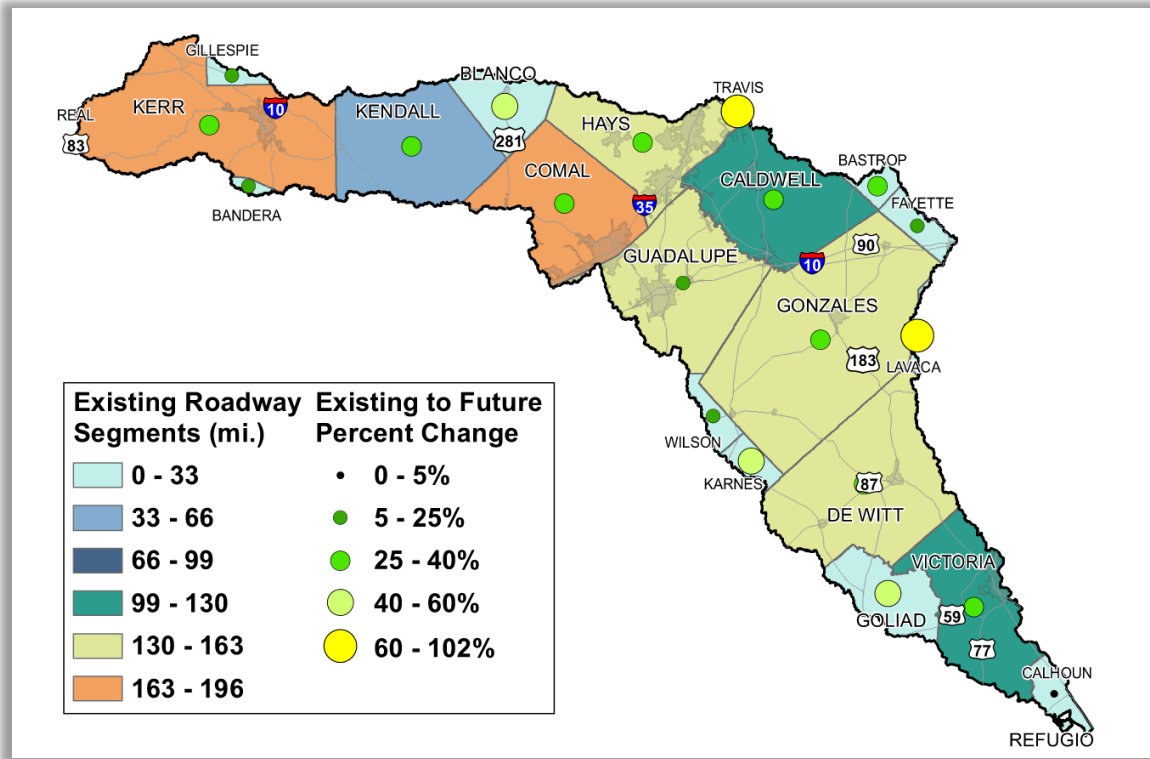 GILLESPIE
BLANCO
TRAVIS
REAL
KERR
10
KENDALL
HAYS
83
281
BASTROP
COMAL
CALDWELL
BANDERA
35
FAYETTE
90
GUADALUPE
10
GONZALES
183
LAVACA
WILSON
KARNES
87
DE WITT
VICTORIA
59
GOLIAD
77
CALHOUN
REFUGIO
Existing Roadway
Segments (mi.)
0 - 33
33 - 66
66 - 99
99 - 130
130 - 163
163 - 196
Existing to Future
Percent Change
0 - 5%
5 - 25%
25 - 40%
40 - 60%
60 - 102%